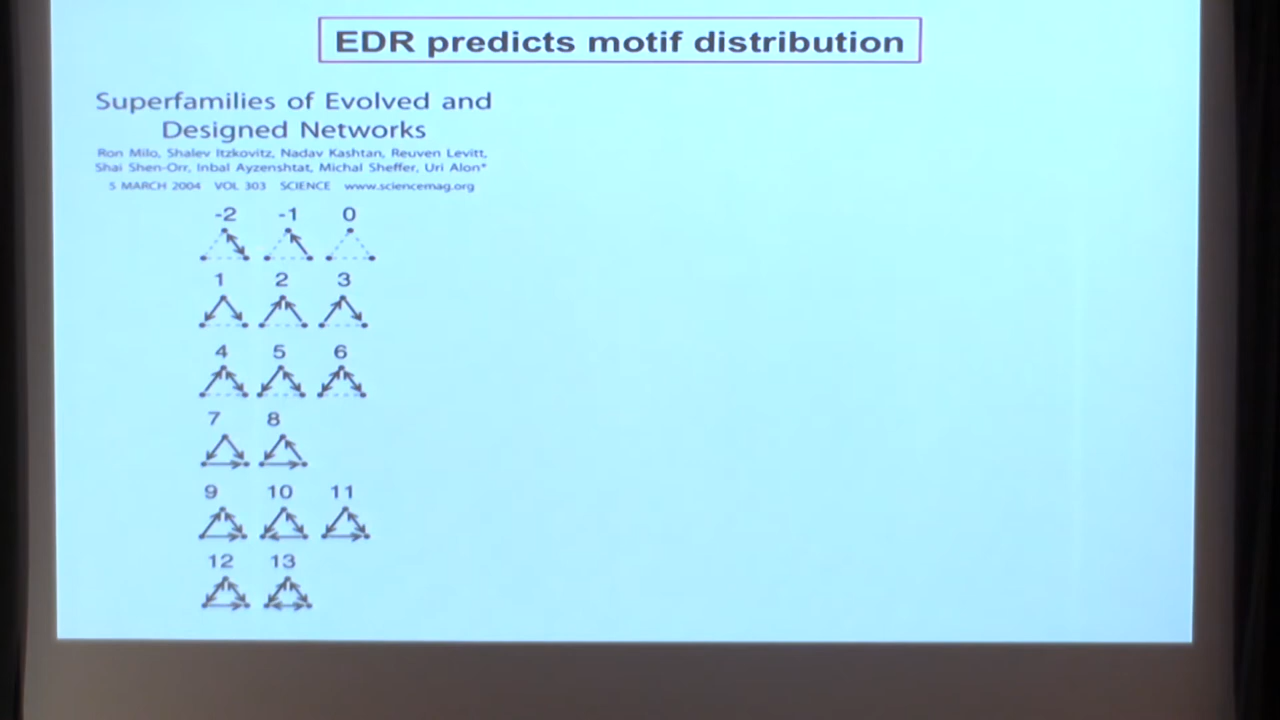 EDR predicts motif distribution
Superfamilies of Evolved and
Designed Networks
Ron Milo, Shalev Itzkovitz, Nadav Kashtan, Reuven Levitt,
Shai Shen-Orr, Inbal Ayzenshtat, Michal Sheffer, Uri Alon*
5 MARCH 2004 VOL 303 SCIENCE www.sciencemag.org
-2 -1 0
1 2 3
4 5 6
7 8
9 10 11
12 13